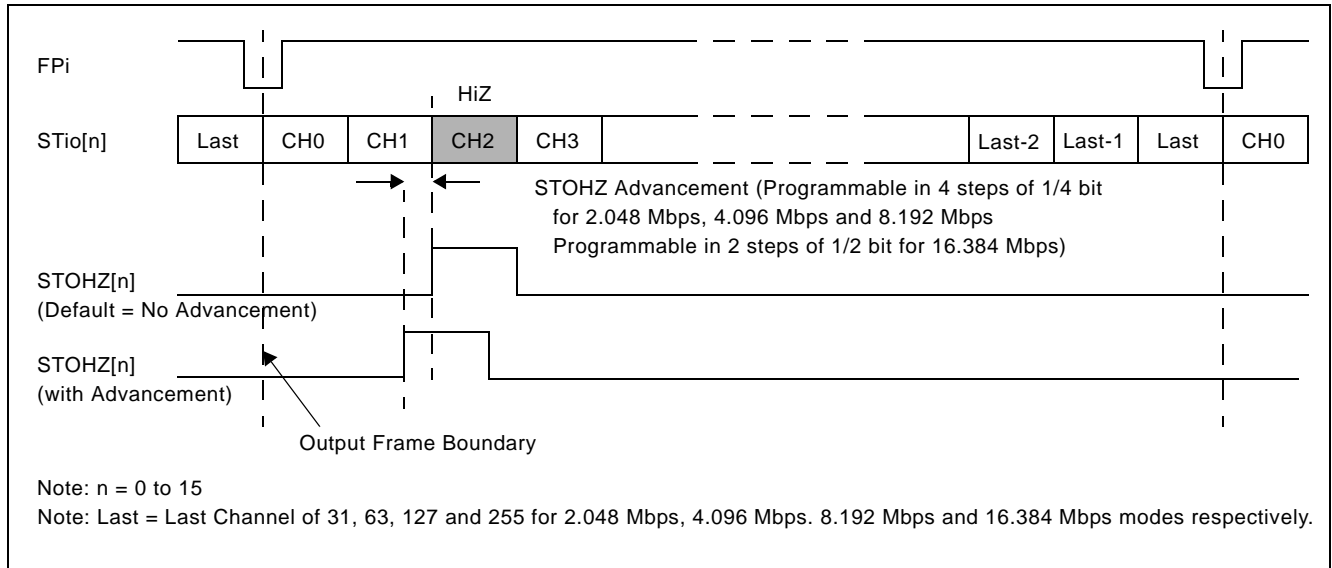 FPi
HiZ
STio[n]
Last CH0 CH1 CH2 CH3 Last-2 Last-1 Last CH0
STOHZ Advancement (Programmable in 4 steps of 1/4 bit
for 2.048 Mbps, 4.096 Mbps and 8.192 Mbps
Programmable in 2 steps of 1/2 bit for 16.384 Mbps)
STOHZ[n]
(Default = No Advancement)
STOHZ[n]
(with Advancement)
Output Frame Boundary
Note: n = 0 to 15
Note: Last = Last Channel of 31, 63, 127 and 255 for 2.048 Mbps, 4.096 Mbps. 8.192 Mbps and 16.384 Mbps modes respectively.